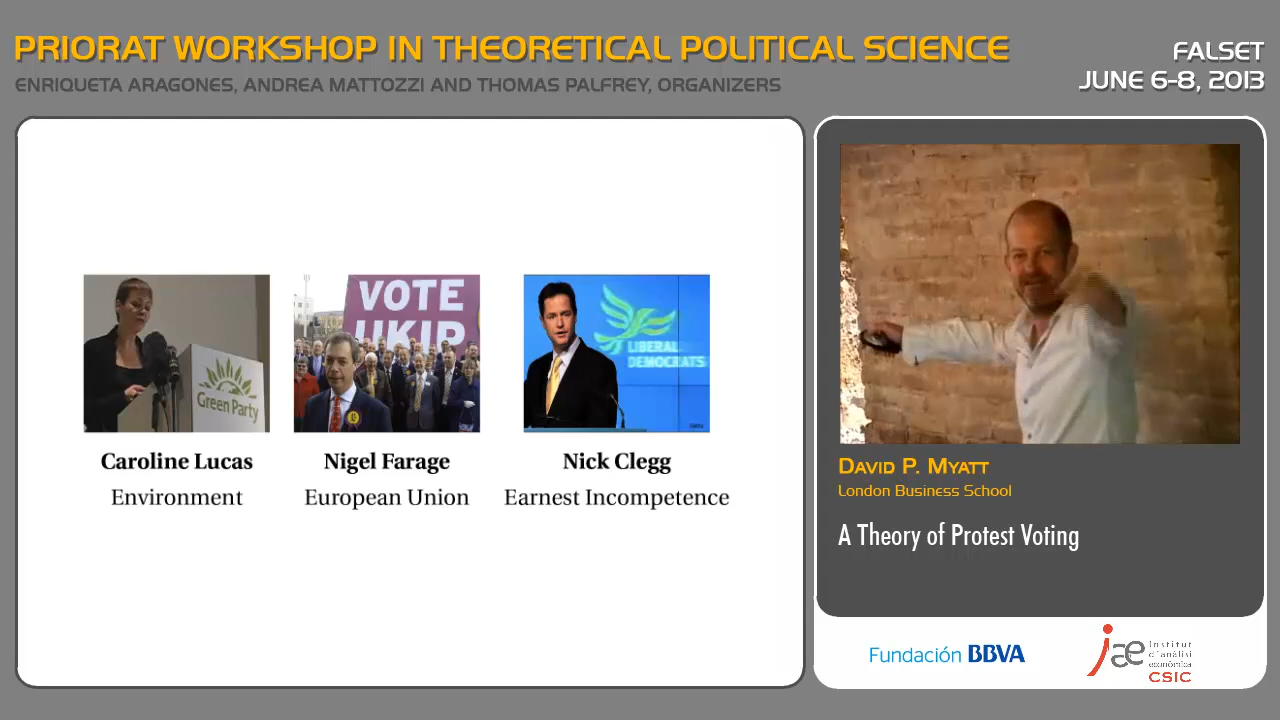 PRIORAT WORKSHOP IN THEORETICAL POLITICAL SCIENCE
ENRIQUETA ARAGONES, ANDREA MATTOZZI AND THOMAS PALFREY, ORGANIZERS
FALSET
JUNE 6-8, 2013
Green Party
VOTE
UKIP
LIBERAL
DEMOCRATS
Caroline Lucas
Environment
Nigel Farage
European Union
Nick Clegg
Earnest Incompetence
DAVID P. MYATT
London Business School
A Theory of Protest Voting
Fundación BBVA
iae
Institut
d'anàlisi
econòmica
CSIC